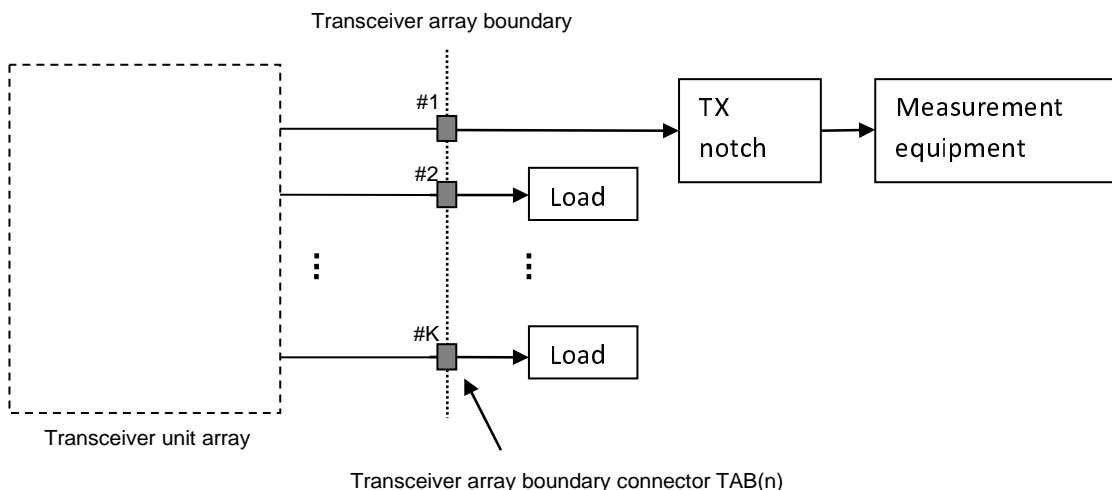 Transceiver array boundary
#1
TX
notch
Measurement
equipment
#2
Load
#K
Load
Transceiver unit array
Transceiver array boundary connector TAB(n)